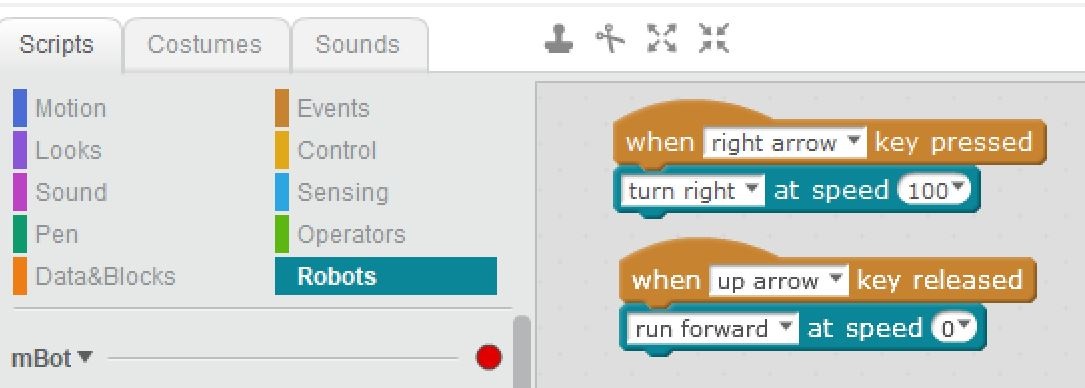 Scripts Costumes Sounds
Motion Events
Looks Control
Sound Sensing
Pen Operators
Data&Blocks Robots
mBot
when right arrow key pressed
turn right at speed 100
when up arrow key released
run forward at speed 0